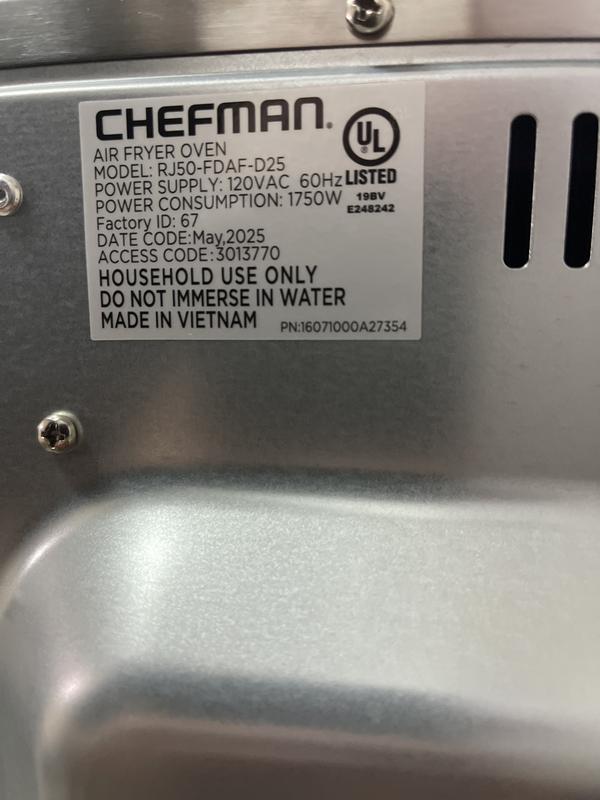 CHEFMAN.
AIR FRYER OVEN
MODEL: RJ50-FDAF-D25
POWER SUPPLY: 120VAC 60Hz
POWER CONSUMPTION: 1750W
Factory ID: 67
DATE CODE:May,2025
ACCESS CODE:3013770
HOUSEHOLD USE ONLY
DO NOT IMMERSE IN WATER
MADE IN VIETNAM
PN:16071000A27354
UL
LISTED
19BV
E248242